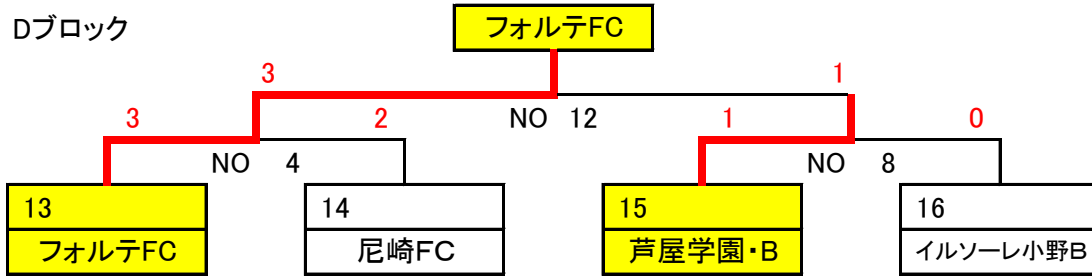 Dブロック
フォルテFC
3 1
3 2 NO 12 1 0
NO 4 NO 8
13 14 15 16
フォルテFC 尼崎FC 芦屋学園・B イルソーレ小野B